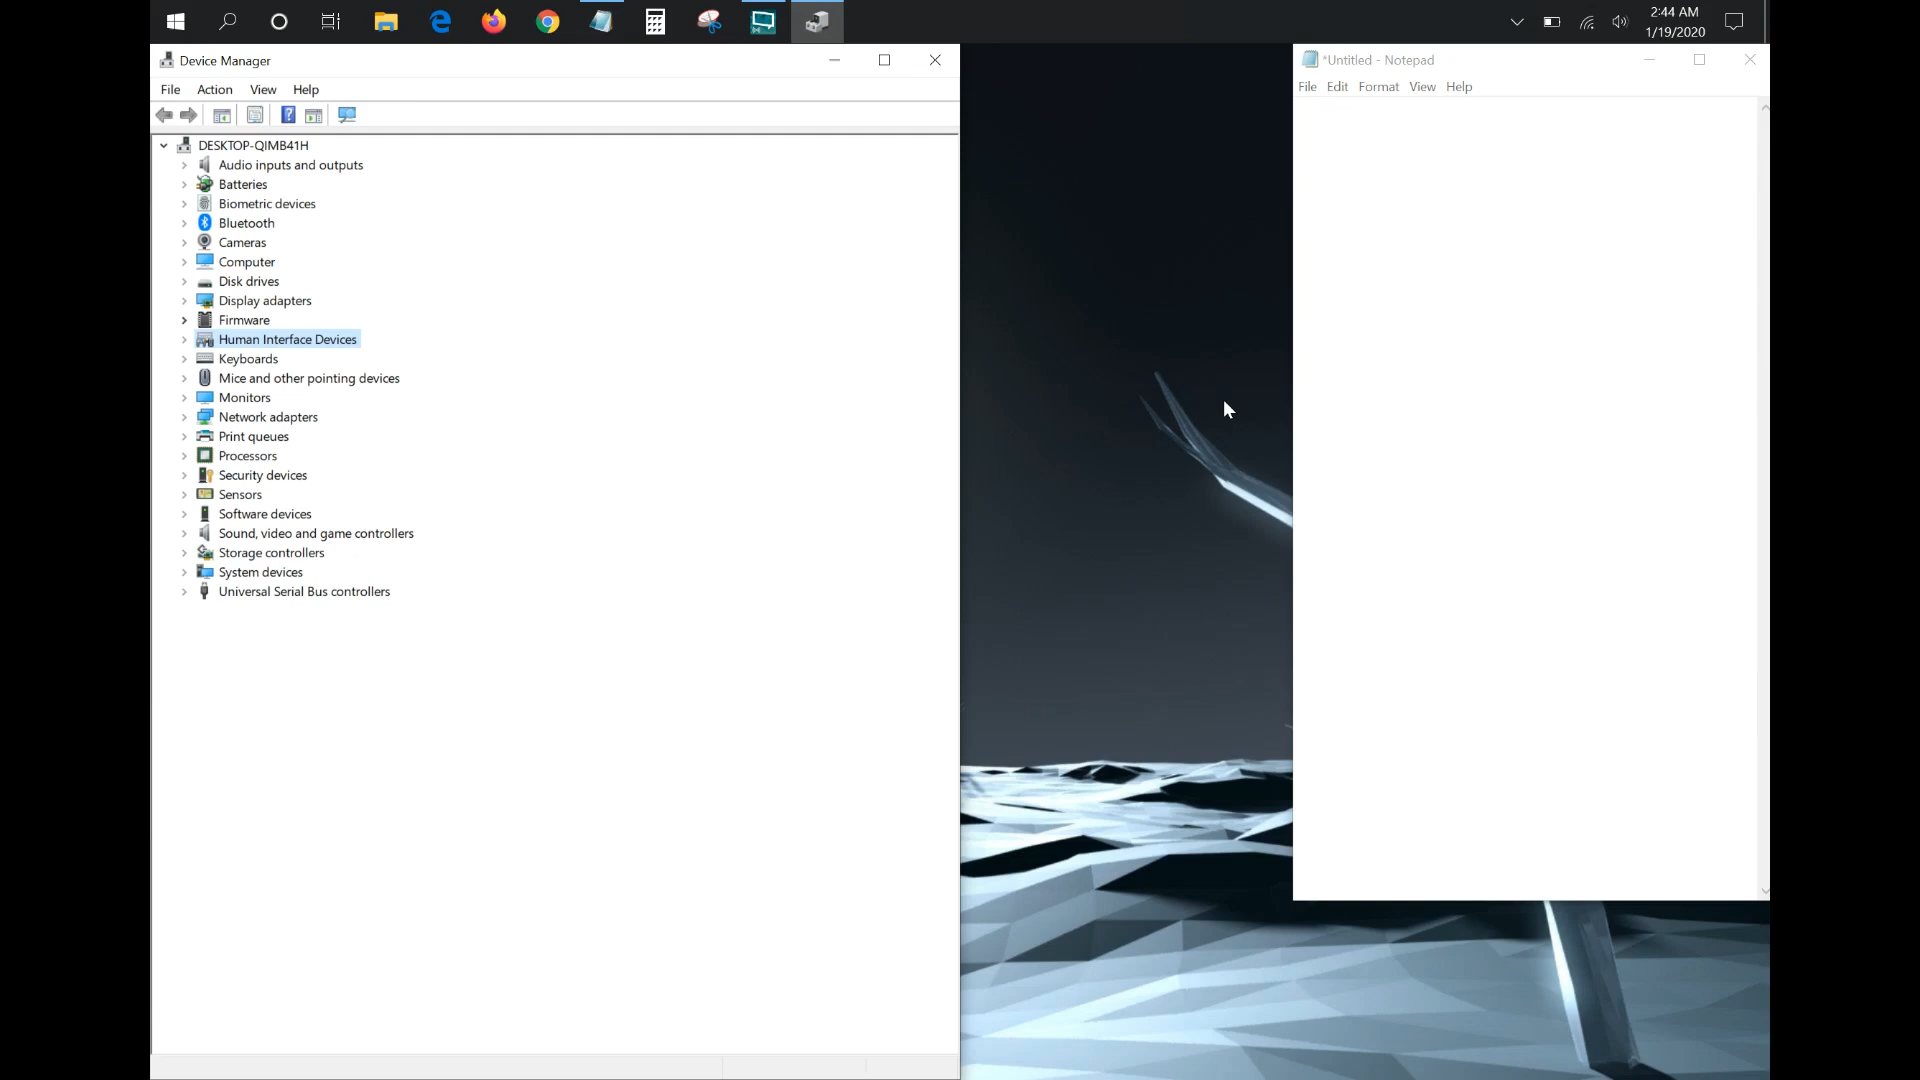 2:44 AM
1/19/2020
Device Manager
File Action View Help
DESKTOP-QIMB41H
Audio inputs and outputs
Batteries
Biometric devices
Bluetooth
Cameras
Computer
Disk drives
Display adapters
Firmware
Human Interface Devices
Keyboards
Mice and other pointing devices
Monitors
Network adapters
Print queues
Processors
Security devices
Sensors
Software devices
Sound, video and game controllers
Storage controllers
System devices
Universal Serial Bus controllers
*Untitled - Notepad
File Edit Format View Help